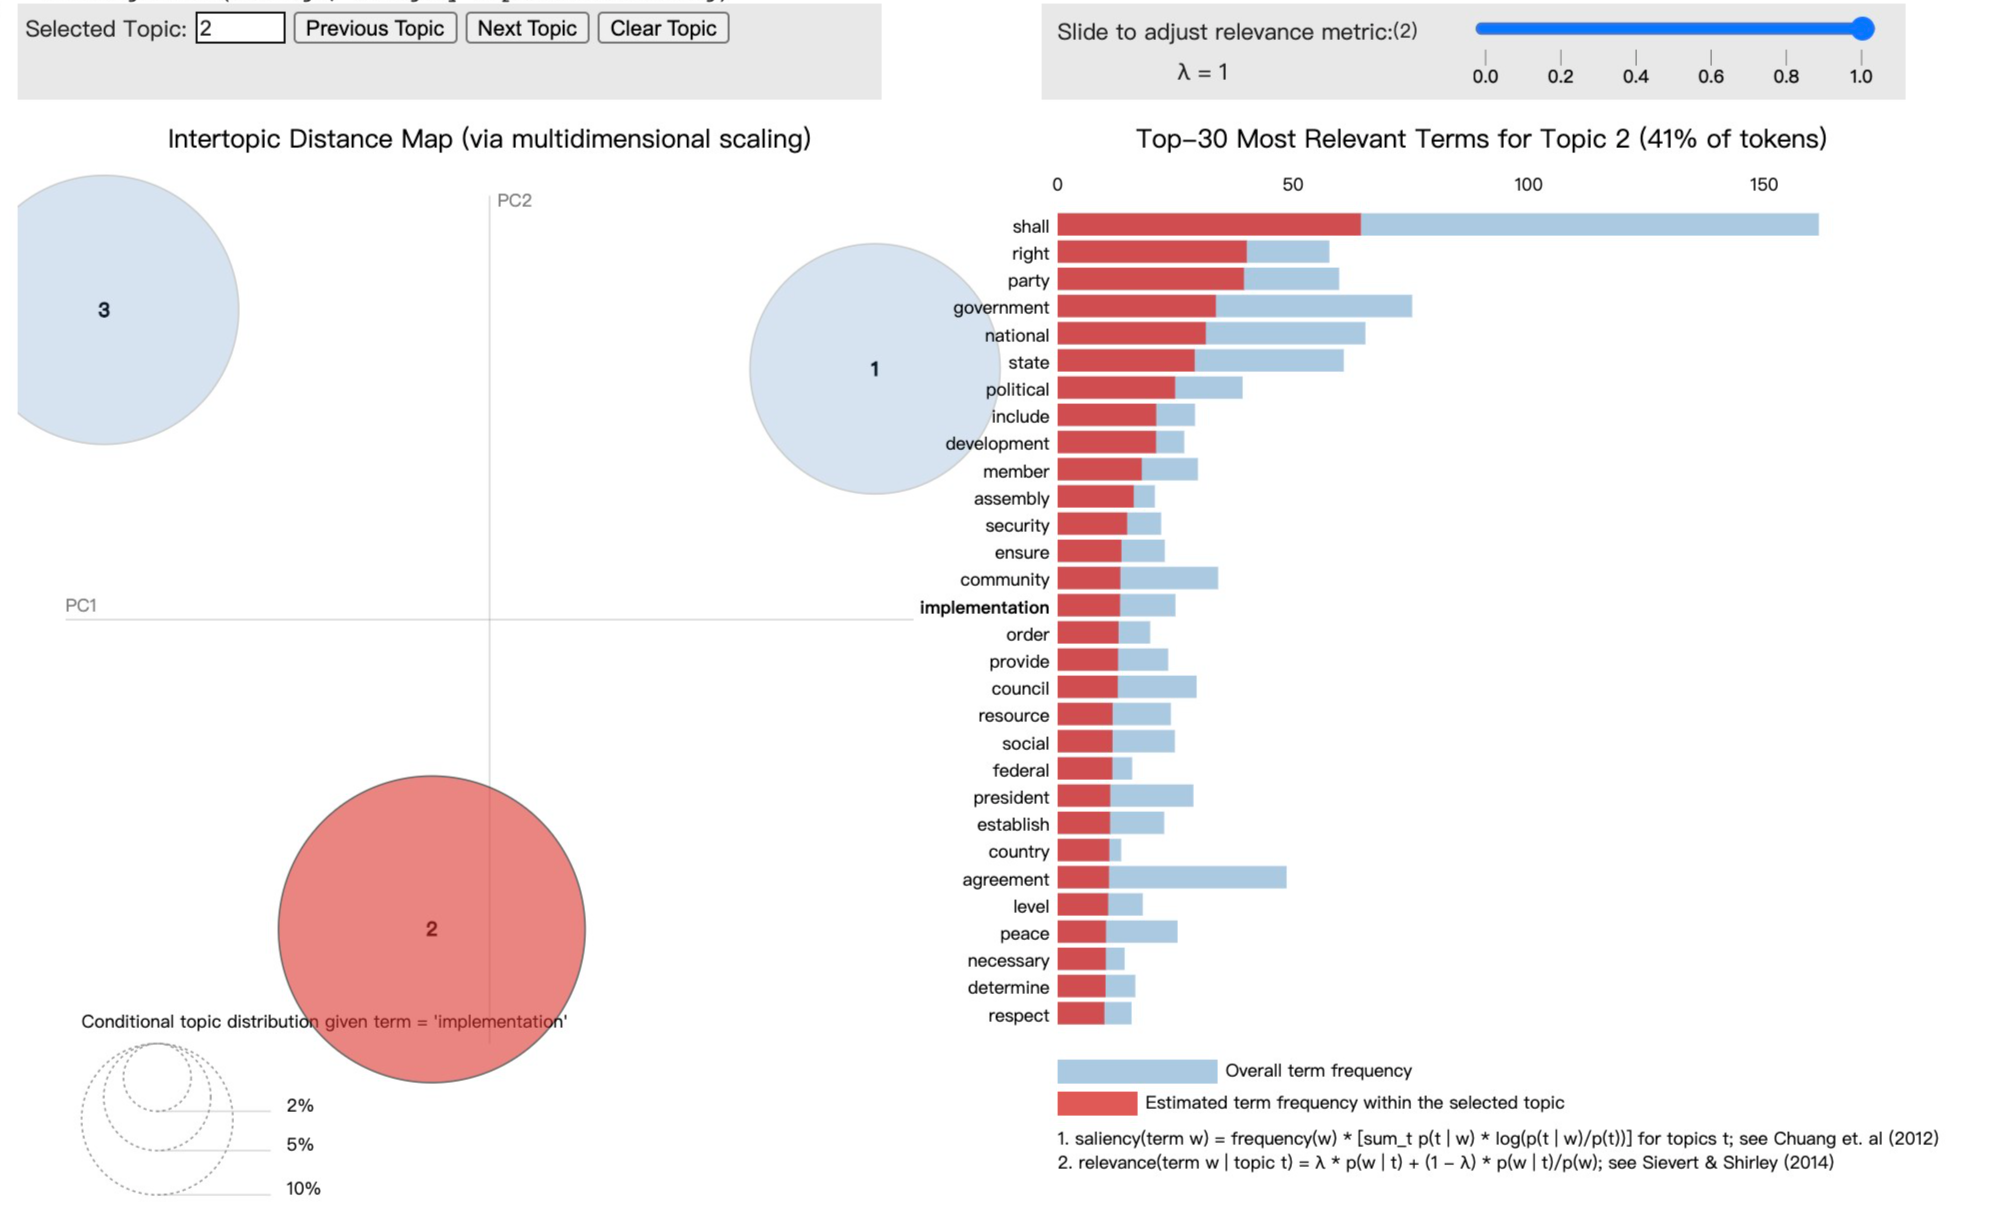 Selected Topic: 2 Previous Topic Next Topic Clear Topic
Slide to adjust relevance metric:(2)
λ = 1
0.0 0.2 0.4 0.6 0.8 1.0
Intertopic Distance Map (via multidimensional scaling)
PC2
PC1
3
1
2
Conditional topic distribution given term = 'implementation'
2%
5%
10%
Top-30 Most Relevant Terms for Topic 2 (41% of tokens)
0 50 100 150
shall
right
party
government
national
state
political
include
development
member
assembly
security
ensure
community
implementation
order
provide
council
resource
social
federal
president
establish
country
agreement
level
peace
necessary
determine
respect
Overall term frequency
Estimated term frequency within the selected topic
1. saliency(term w) = frequency(w) * [sum_t p(t | w) * log(p(t | w)/p(t))] for topics t; see Chuang et. al (2012)
2. relevance(term w | topic t) = λ * p(w | t) + (1 - λ) * p(w | t)/p(w); see Sievert & Shirley (2014)